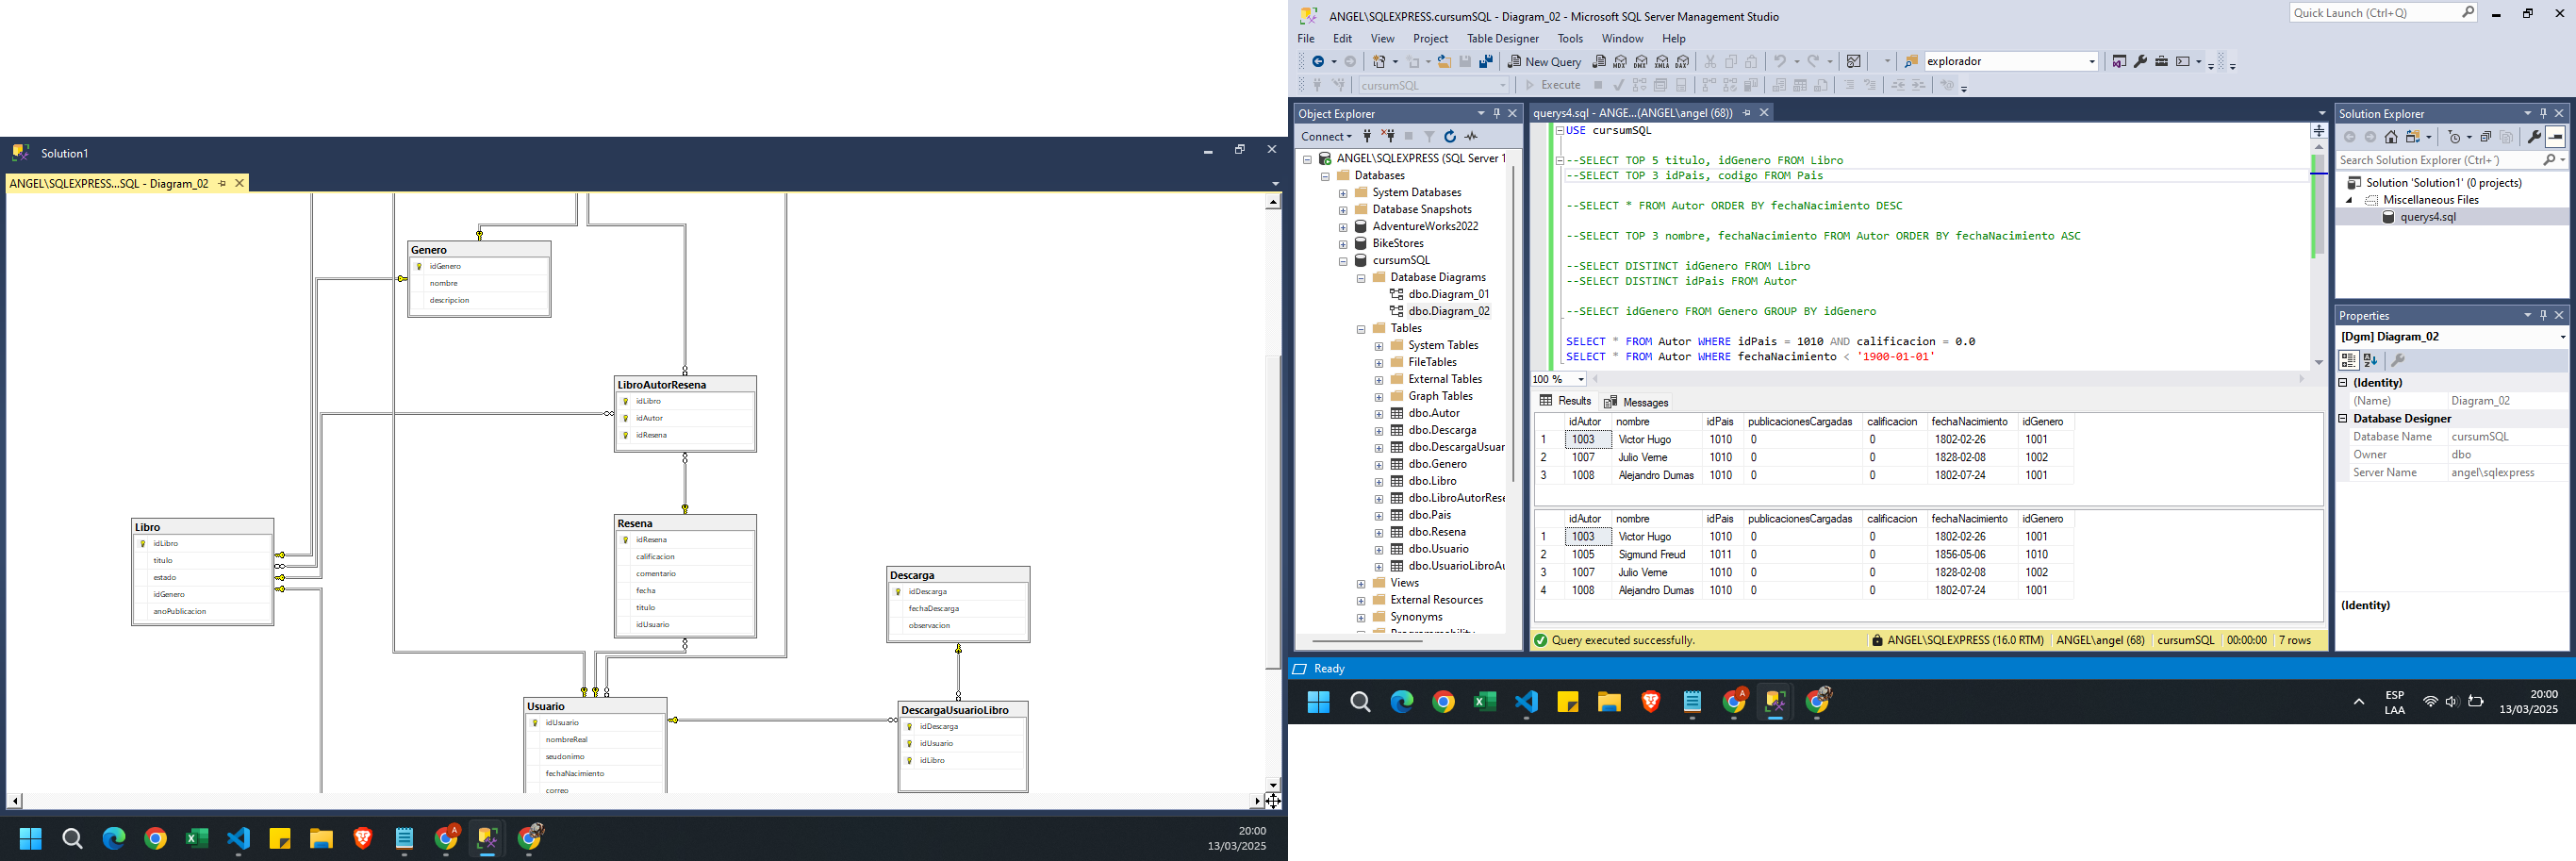 Solution1
ANGEL\SQLEXPRESS...SQL - Diagram_02
Genero
idGenero
nombre
descripcion
LibroAutorResena
idLibro
idAutor
idResena
Libro
idLibro
titulo
estado
idGenero
anoPublicacion
Resena
idResena
calificacion
comentario
fecha
titulo
idUsuario
Descarga
idDescarga
fechaDescarga
observacion
Usuario
idUsuario
nombreReal
seudonimo
fechaNacimiento
correo
DescargaUsuarioLibro
idDescarga
idUsuario
idLibro
20:00
13/03/2025
ANGEL\SQLEXPRESS.cursumSQL - Diagram_02 - Microsoft SQL Server Management Studio
Quick Launch (Ctrl+Q)
File Edit View Project Table Designer Tools Window Help
New Query
explorador
cursumSQL
Execute
Object Explorer
Connect
ANGEL\SQLEXPRESS (SQL Server 1
Databases
System Databases
Database Snapshots
AdventureWorks2022
BikeStores
cursumSQL
Database Diagrams
dbo.Diagram_01
dbo.Diagram_02
Tables
System Tables
FileTables
External Tables
Graph Tables
dbo.Autor
dbo.Descarga
dbo.DescargaUsuar
dbo.Genero
dbo.Libro
dbo.LibroAutorRese
dbo.Pais
dbo.Resena
dbo.Usuario
dbo.UsuarioLibroAu
Views
External Resources
Synonyms
Programmability
querys4.sql - ANGE...(ANGEL\angel (68))
USE cursumSQL
--SELECT TOP 5 titulo, idGenero FROM Libro
--SELECT TOP 3 idPais, codigo FROM Pais
--SELECT * FROM Autor ORDER BY fechaNacimiento DESC
--SELECT TOP 3 nombre, fechaNacimiento FROM Autor ORDER BY fechaNacimiento ASC
--SELECT DISTINCT idGenero FROM Libro
--SELECT DISTINCT idPais FROM Autor
--SELECT idGenero FROM Genero GROUP BY idGenero
SELECT * FROM Autor WHERE idPais = 1010 AND calificacion = 0.0
SELECT * FROM Autor WHERE fechaNacimiento < '1900-01-01'
100 %
Results Messages
idAutor nombre idPais publicacionesCargadas calificacion fechaNacimiento idGenero
1 1003 Victor Hugo 1010 0 0 1802-02-26 1001
2 1007 Julio Verne 1010 0 0 1828-02-08 1002
3 1008 Alejandro Dumas 1010 0 0 1802-07-24 1001
idAutor nombre idPais publicacionesCargadas calificacion fechaNacimiento idGenero
1 1003 Victor Hugo 1010 0 0 1802-02-26 1001
2 1005 Sigmund Freud 1011 0 0 1856-05-06 1010
3 1007 Julio Verne 1010 0 0 1828-02-08 1002
4 1008 Alejandro Dumas 1010 0 0 1802-07-24 1001
Query executed successfully.
ANGEL\SQLEXPRESS (16.0 RTM) ANGEL\angel (68) cursumSQL 00:00:00 7 rows
Solution Explorer
Search Solution Explorer (Ctrl+´)
Solution 'Solution1' (0 projects)
Miscellaneous Files
querys4.sql
Properties
[Dgm] Diagram_02
(Identity)
(Name) Diagram_02
Database Designer
Database Name cursumSQL
Owner dbo
Server Name angel\sqlexpress
(Identity)
Ready
ESP
LAA
20:00
13/03/2025